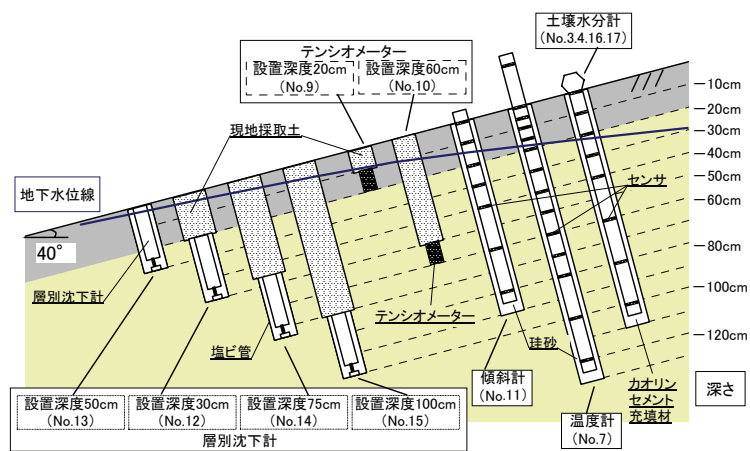 テンシオメーター
設置深度20cm
(No.9)
設置深度60cm
(No.10)
土壌水分計
(No.3.4.16.17)
現地採取土
地下水位線
40°
層別沈下計
塩ビ管
テンシオメーター
センサ
珪砂
傾斜計
(No.11)
温度計
(No.7)
カオリン
セメント
充填材
10cm
20cm
30cm
40cm
50cm
60cm
80cm
100cm
120cm
深さ
設置深度50cm
(No.13)
設置深度30cm
(No.12)
設置深度75cm
(No.14)
設置深度100cm
(No.15)
層別沈下計